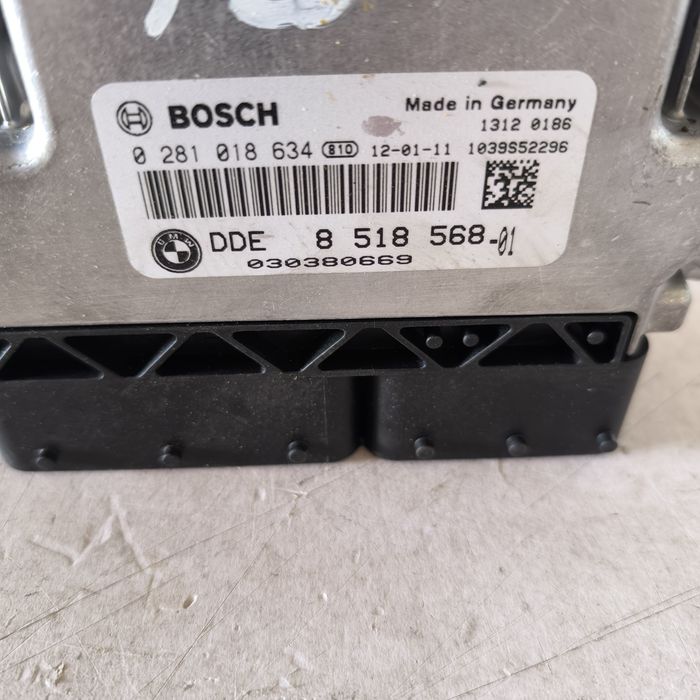 BOSCH Made in Germany
1312 0186
0 281 018 634 810 12-01-11 1039S52296
BMW DDE 8 518 568-01
030380669